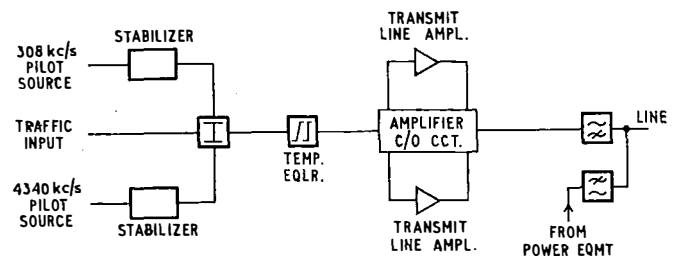 308 kc/s
PILOT
SOURCE
STABILIZER
TRAFFIC
INPUT
4340 kc/s
PILOT
SOURCE
STABILIZER
TEMP.
EQLR.
TRANSMIT
LINE AMPL.
AMPLIFIER
C/O CCT.
TRANSMIT
LINE AMPL.
LINE
FROM
POWER EQMT